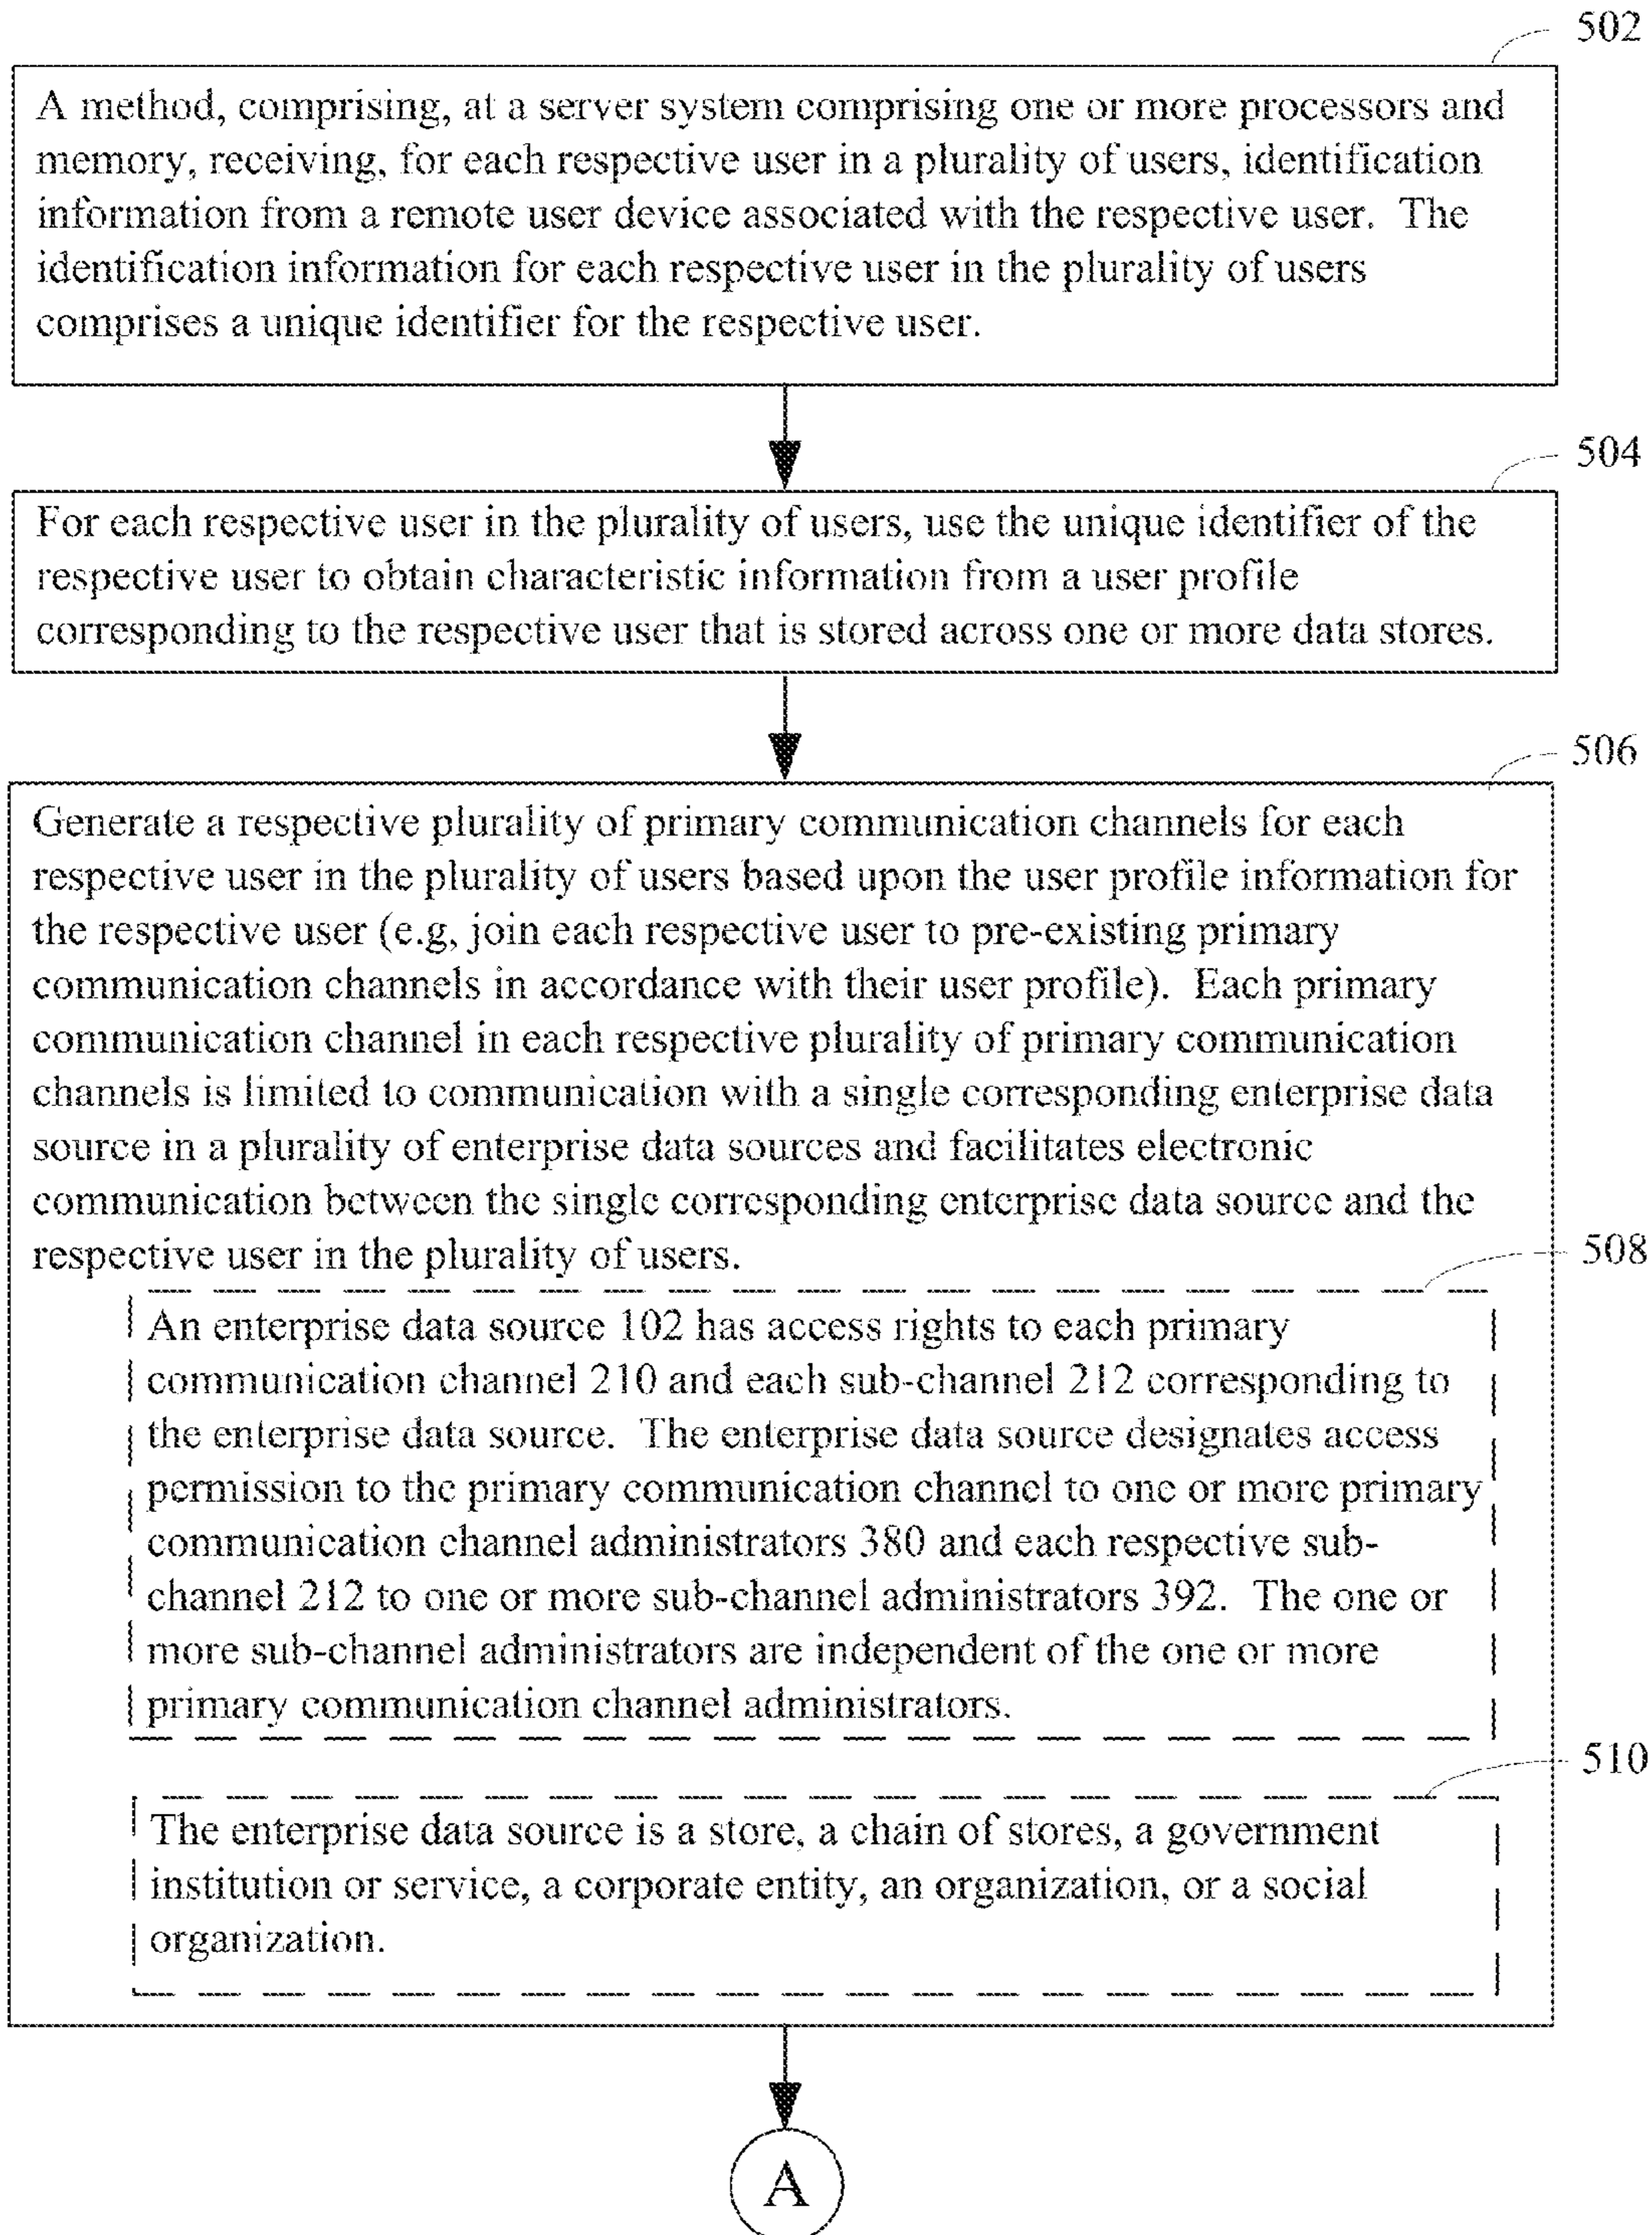 502
A method, comprising, at a server system comprising one or more processors and
memory, receiving, for each respective user in a plurality of users, identification
information from a remote user device associated with the respective user.  The
identification information for each respective user in the plurality of users
comprises a unique identifier for the respective user.
504
For each respective user in the plurality of users, use the unique identifier of the
respective user to obtain characteristic information from a user profile
corresponding to the respective user that is stored across one or more data stores.
506
Generate a respective plurality of primary communication channels for each
respective user in the plurality of users based upon the user profile information for
the respective user (e.g, join each respective user to pre-existing primary
communication channels in accordance with their user profile).  Each primary
communication channel in each respective plurality of primary communication
channels is limited to communication with a single corresponding enterprise data
source in a plurality of enterprise data sources and facilitates electronic
communication between the single corresponding enterprise data source and the
respective user in the plurality of users.
508
An enterprise data source 102 has access rights to each primary
communication channel 210 and each sub-channel 212 corresponding to
the enterprise data source.  The enterprise data source designates access
permission to the primary communication channel to one or more primary
communication channel administrators 380 and each respective sub-
channel 212 to one or more sub-channel administrators 392.  The one or
more sub-channel administrators are independent of the one or more
primary communication channel administrators.
510
The enterprise data source is a store, a chain of stores, a government
institution or service, a corporate entity, an organization, or a social
organization.
A